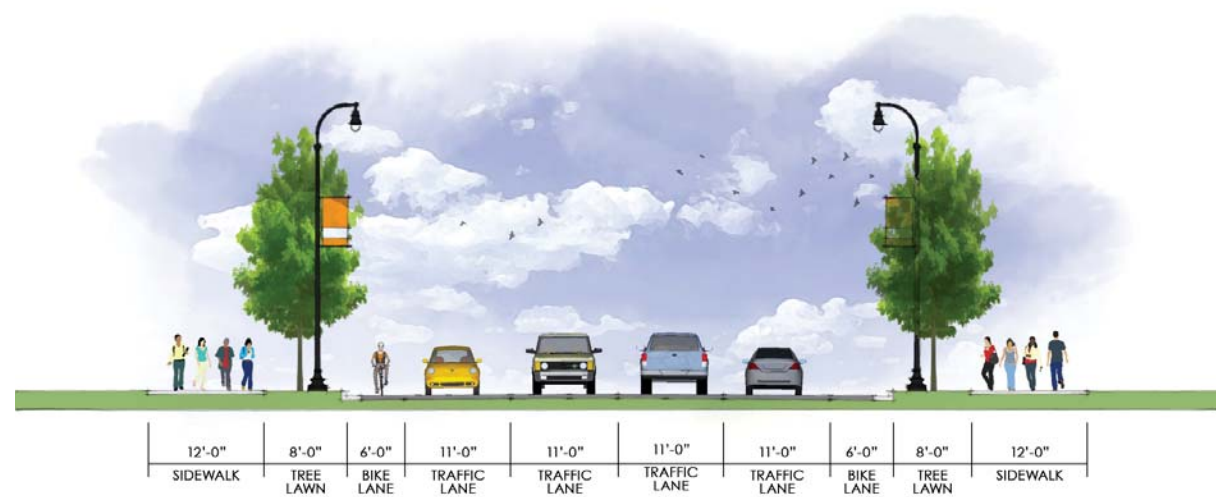 12'-0" 8'-0" 6'-0" 11'-0" 11'-0" 11'-0" 11'-0" 6'-0" 8'-0" 12'-0"
SIDEWALK TREE LAWN BIKE LANE TRAFFIC LANE TRAFFIC LANE TRAFFIC LANE TRAFFIC LANE BIKE LANE TREE LAWN SIDEWALK